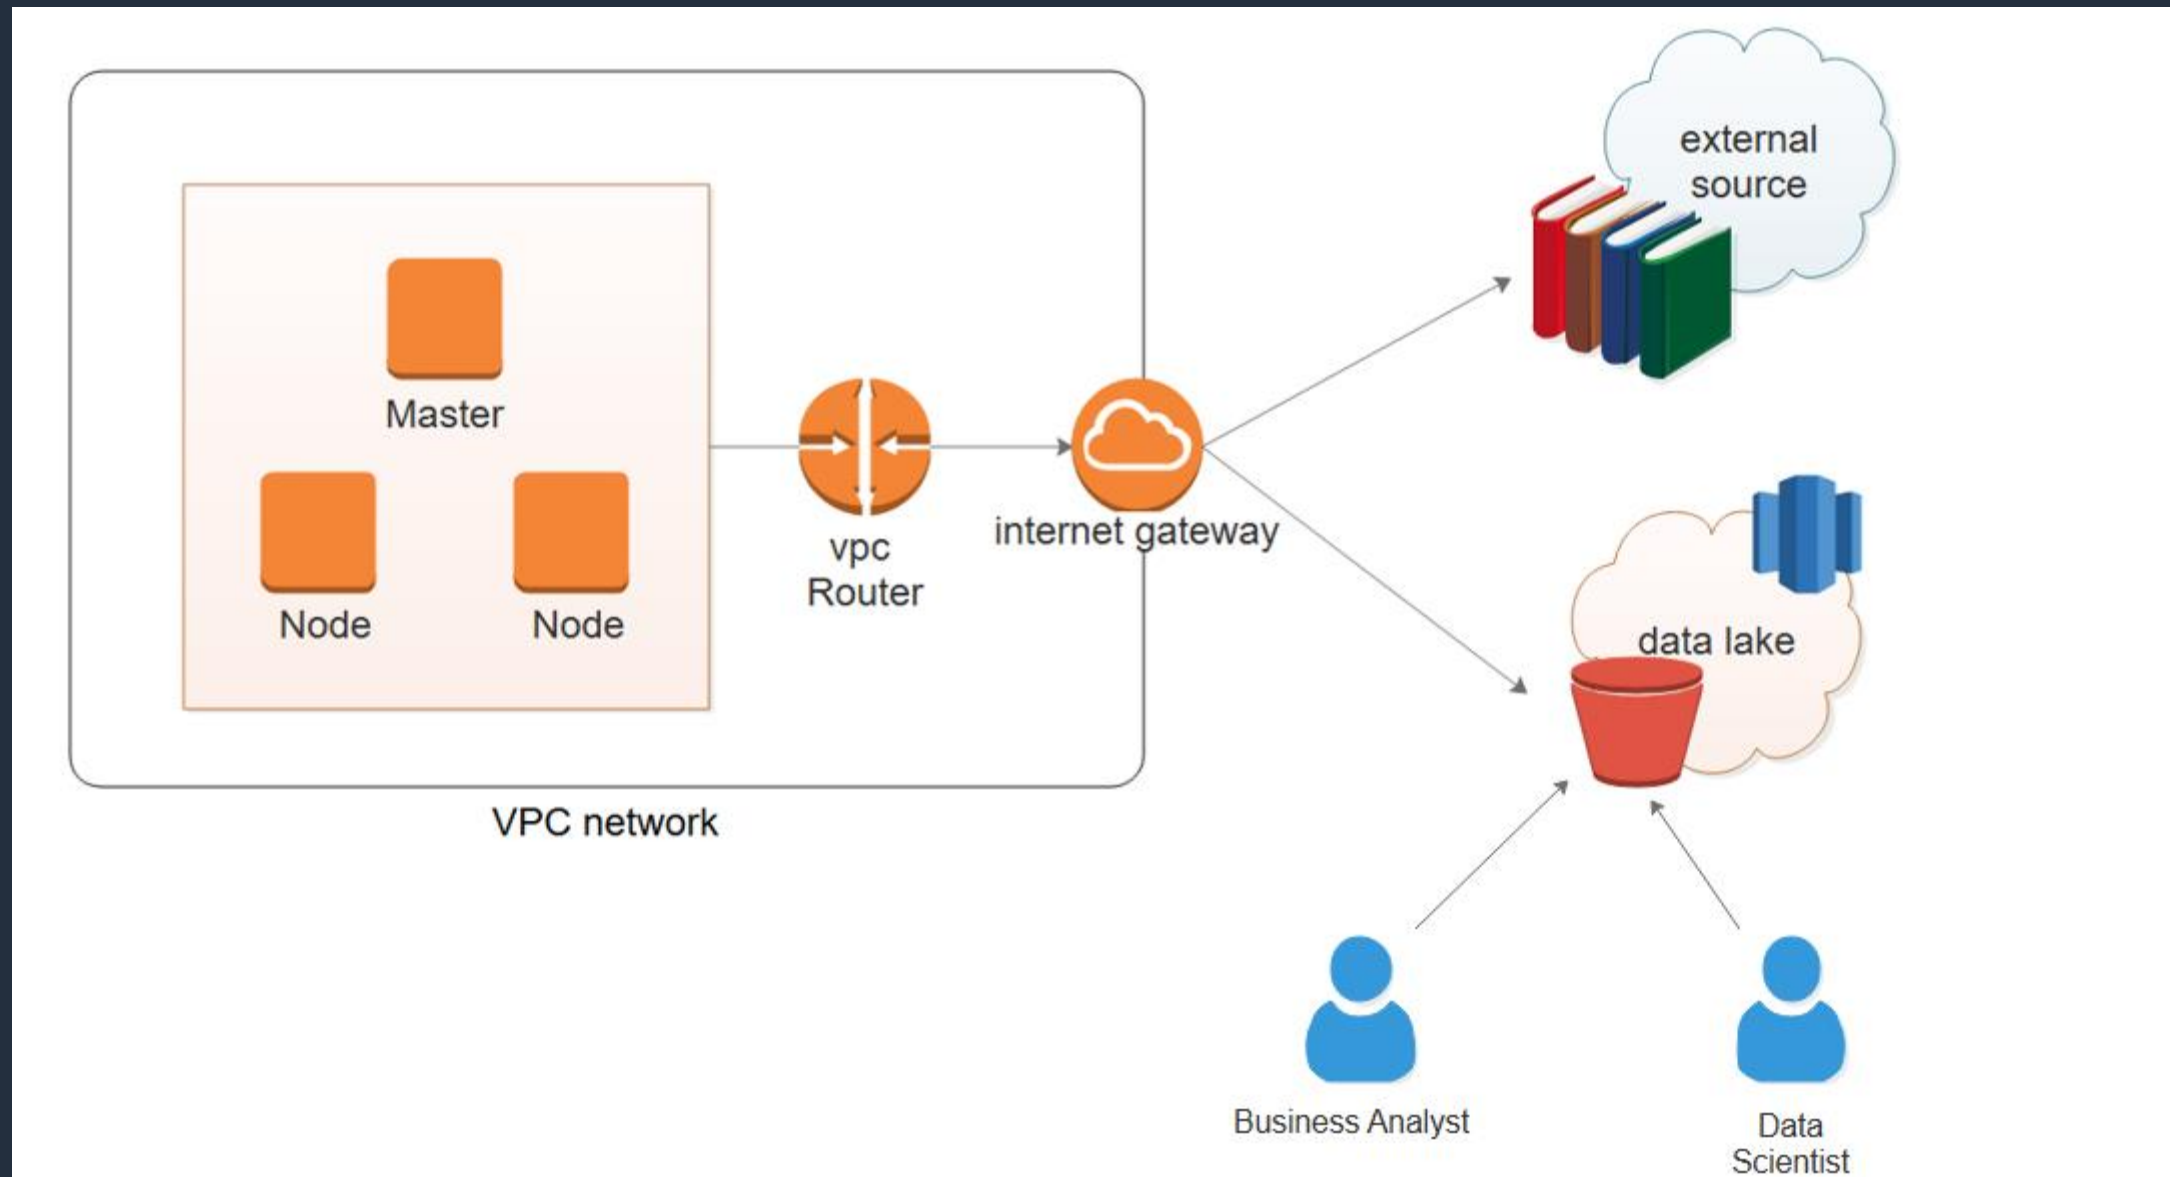 external
source
Master
Node
Node
vpc
Router
internet gateway
data lake
VPC network
Business Analyst
Data
Scientist